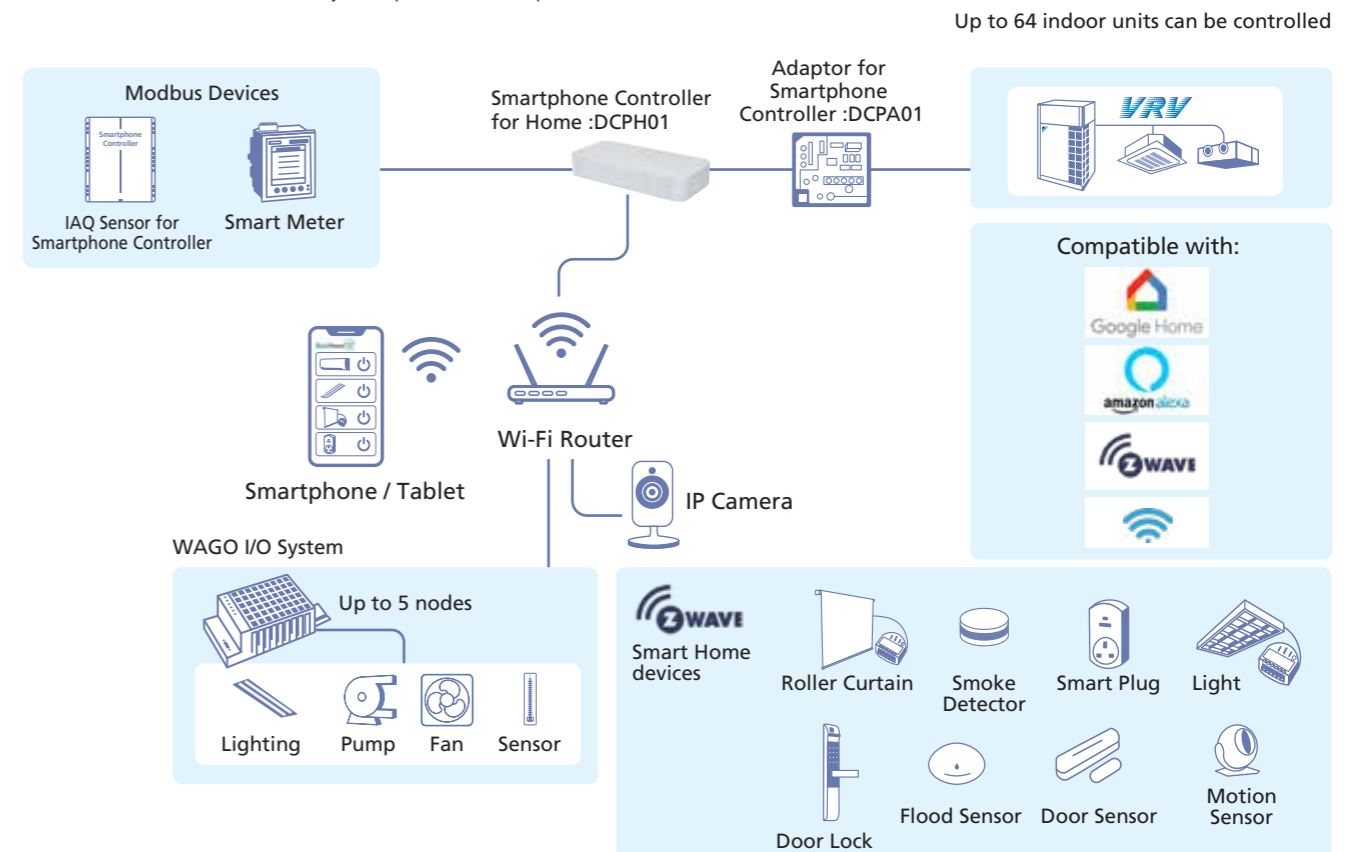 Up to 64 indoor units can be controlled
Modbus Devices
Smartphone
Controller
IAQ Sensor for
Smartphone Controller
Smart Meter
Smartphone Controller
for Home :DCPH01
Adaptor for
Smartphone
Controller :DCPA01
VRV
Compatible with:
Google Home
amazon alexa
Z WAVE
Smartphone / Tablet
Wi-Fi Router
IP Camera
WAGO I/O System
Up to 5 nodes
Lighting
Pump
Fan
Sensor
Z WAVE
Smart Home
devices
Roller Curtain
Smoke
Detector
Smart Plug
Light
Door Lock
Flood Sensor
Door Sensor
Motion
Sensor